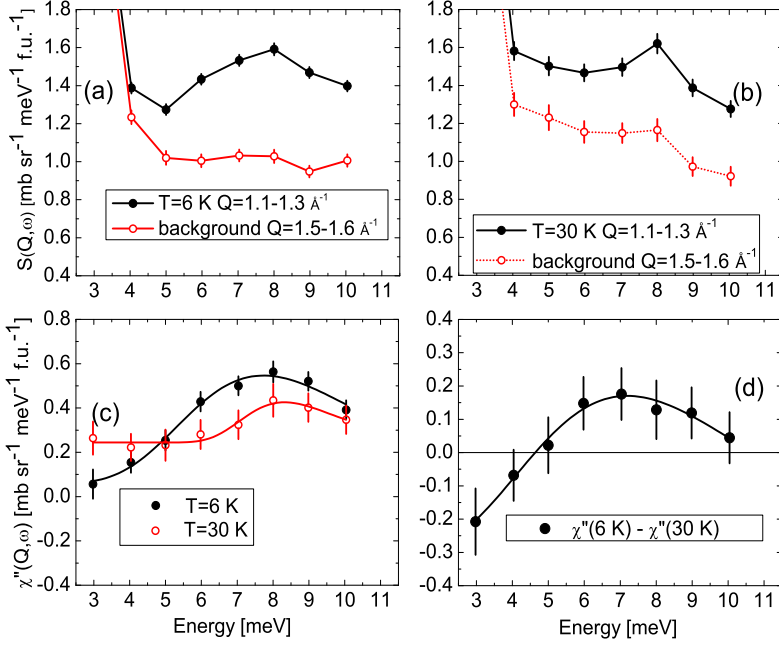 S(Q,ω) [mb sr⁻¹ meV⁻¹ f.u.⁻¹]
1.8
1.6
1.4
1.2
1.0
0.8
0.6
0.4
(a)
T=6 K Q=1.1-1.3 Å⁻¹
background Q=1.5-1.6 Å⁻¹
3 4 5 6 7 8 9 10 11
1.8
1.6
1.4
1.2
1.0
0.8
0.6
0.4
(b)
T=30 K Q=1.1-1.3 Å⁻¹
background Q=1.5-1.6 Å⁻¹
3 4 5 6 7 8 9 10 11
χ"(Q,ω) [mb sr⁻¹ meV⁻¹ f.u.⁻¹]
0.8
0.6
0.4
0.2
0.0
-0.2
-0.4
(c)
T=6 K
T=30 K
3 4 5 6 7 8 9 10 11
Energy [meV]
0.4
0.3
0.2
0.1
0.0
-0.1
-0.2
-0.3
-0.4
(d)
χ"(6 K) - χ"(30 K)
3 4 5 6 7 8 9 10 11
Energy [meV]